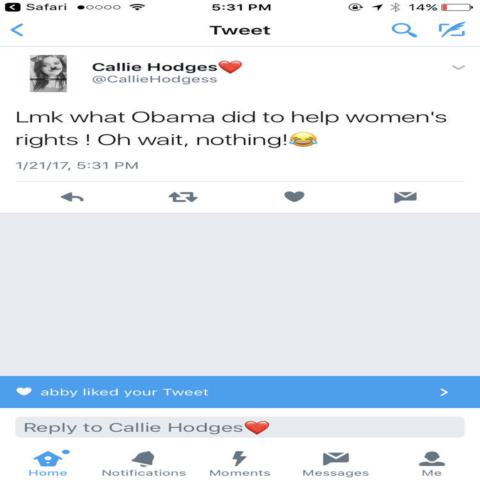 Safari 5:31 PM 14%
Tweet
Callie Hodges❤️
@CallieHodgess
Lmk what Obama did to help women's
rights ! Oh wait, nothing!😂
1/21/17, 5:31 PM
abby liked your Tweet
Reply to Callie Hodges❤️
Home Notifications Moments Messages Me